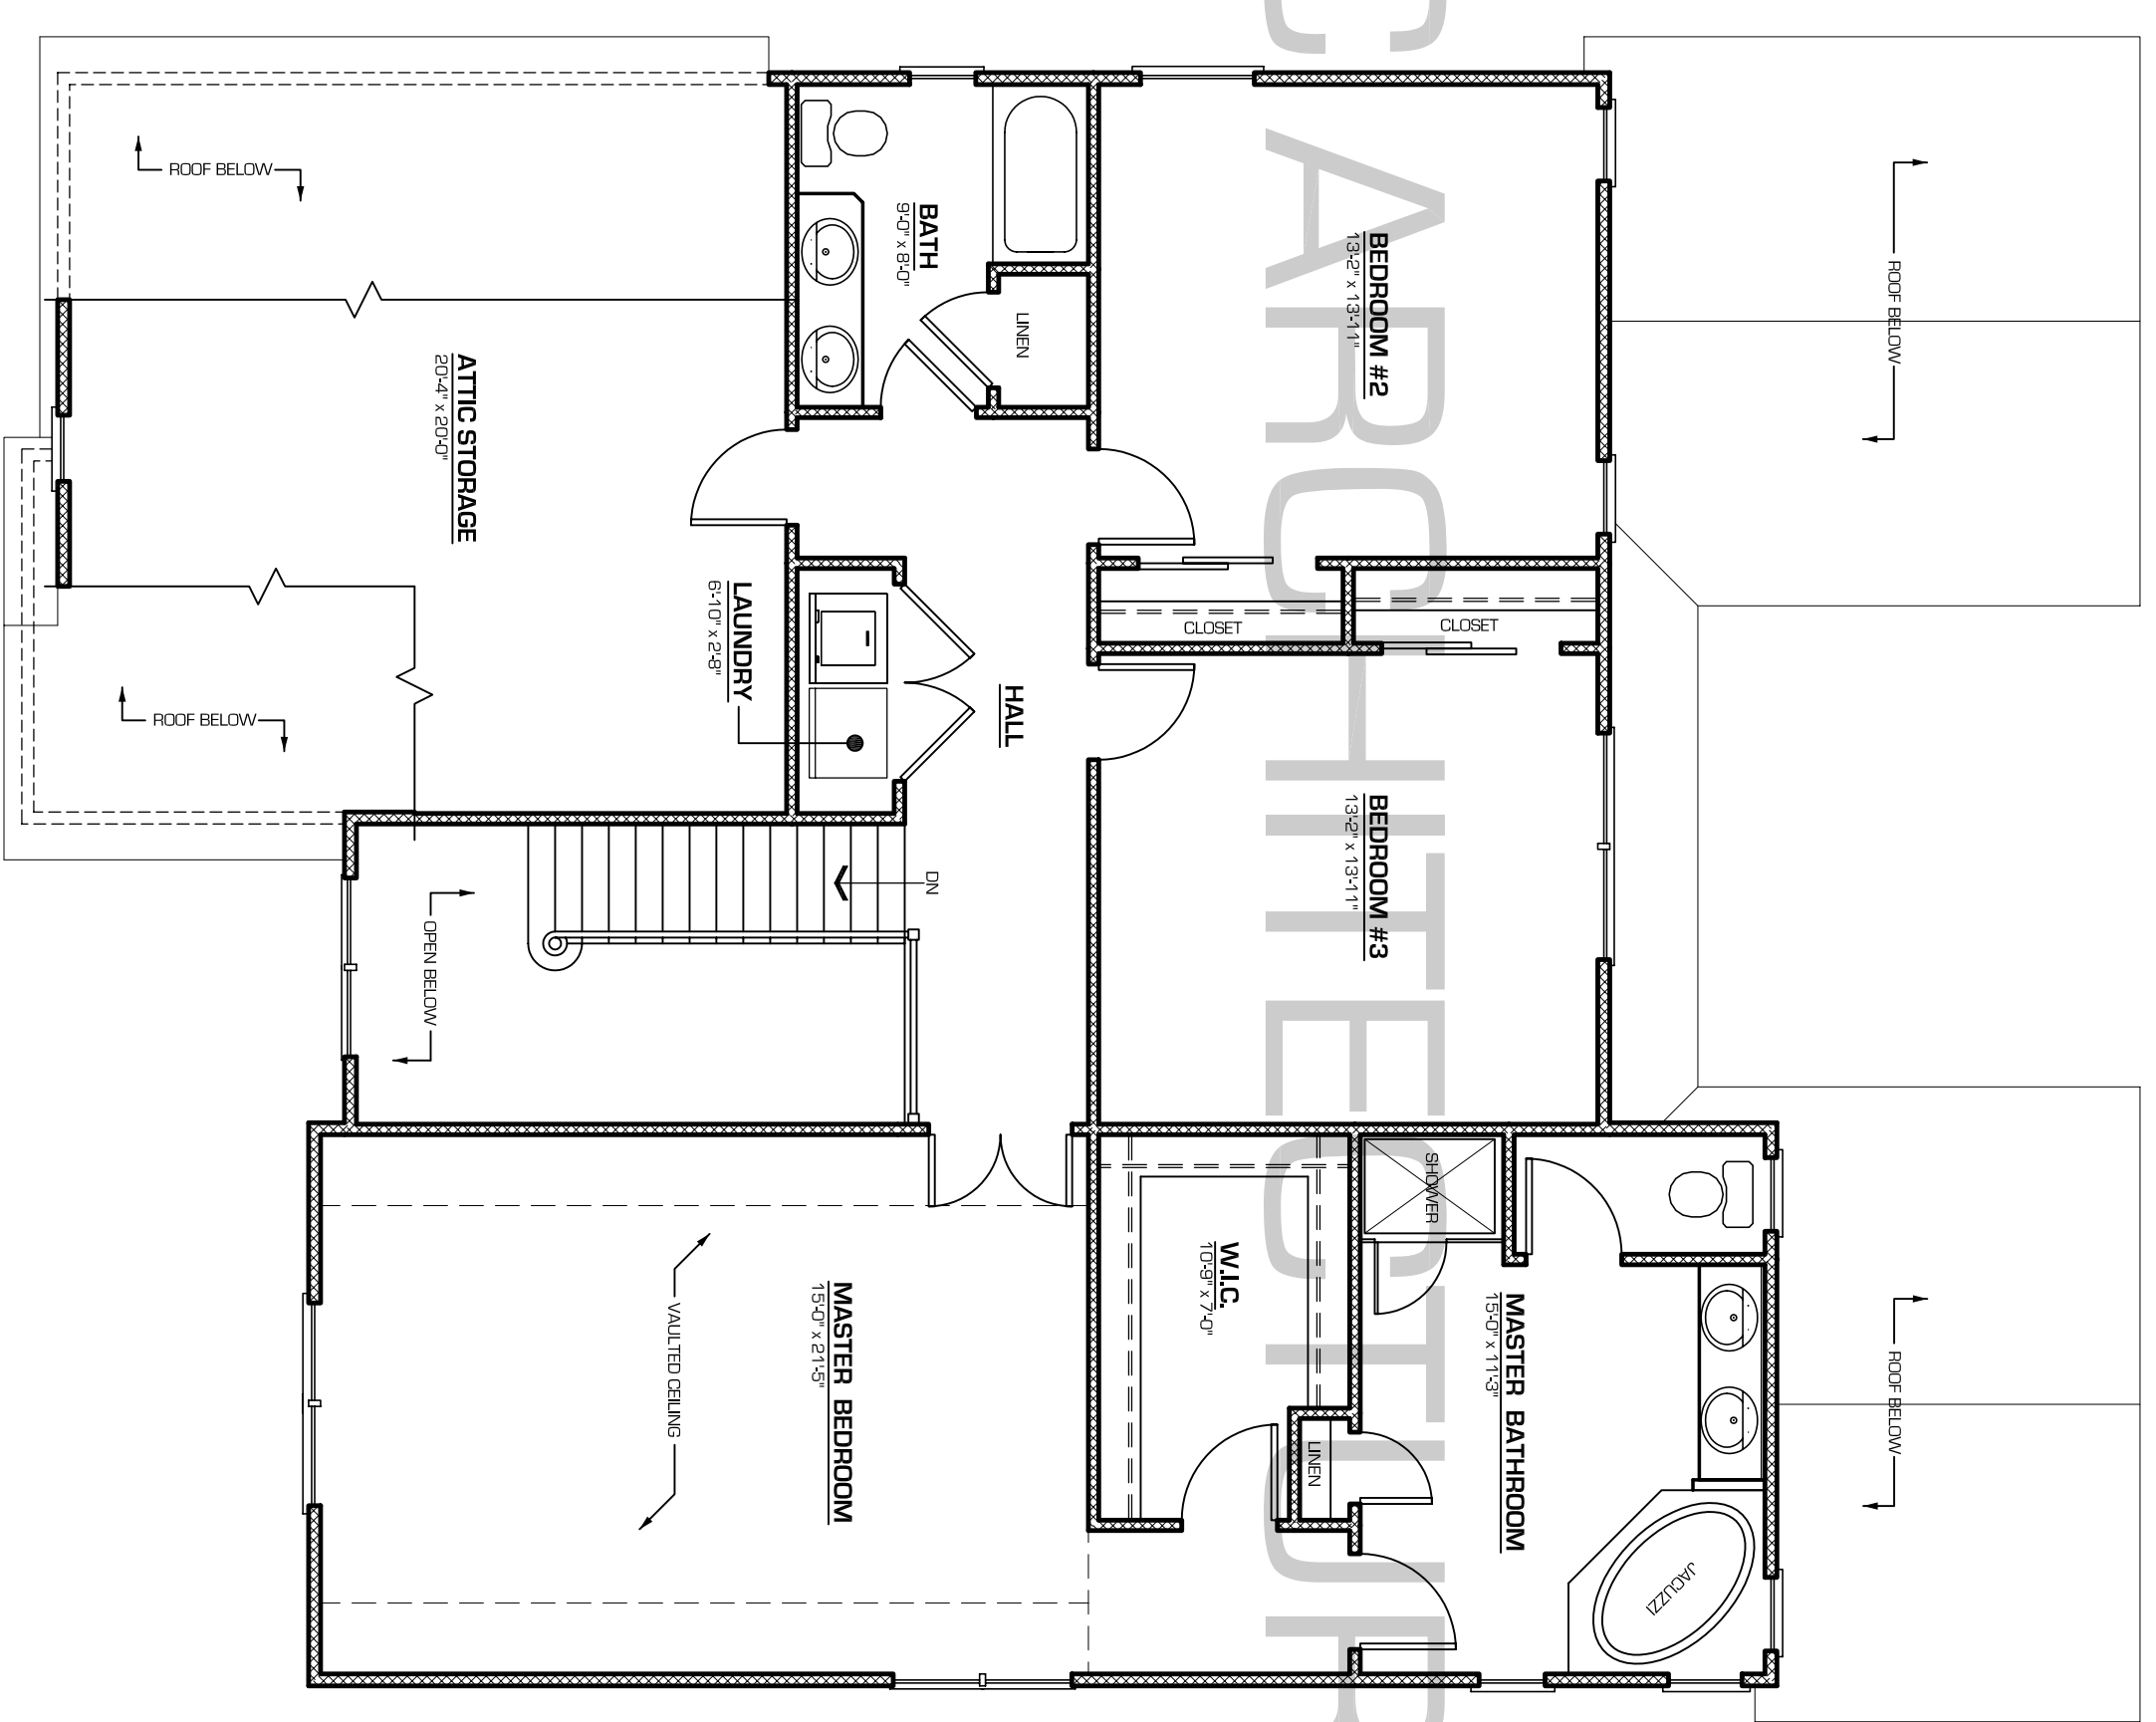 ROOF BELOW
ROOF BELOW
JACUZZI
MASTER BATHROOM
15'-0" x 11'-3"
CLOSET
SHOWER
BEDROOM #2
13'-2" x 13'-11"
BEDROOM #3
13'-2" x 13'-11"
C ARCHITECTUR
LINEN
CLOSET
W.I.C.
10'-9" x 7'-0"
LINEN
HALL
BATH
9'-0" x 8'-0"
DN
MASTER BEDROOM
15'-0" x 21'-5"
LAUNDRY
6'-10" x 2'-8"
VAULTED CEILING
ATTIC STORAGE
20'-4" x 20'-0"
OPEN BELOW
ROOF BELOW
ROOF BELOW